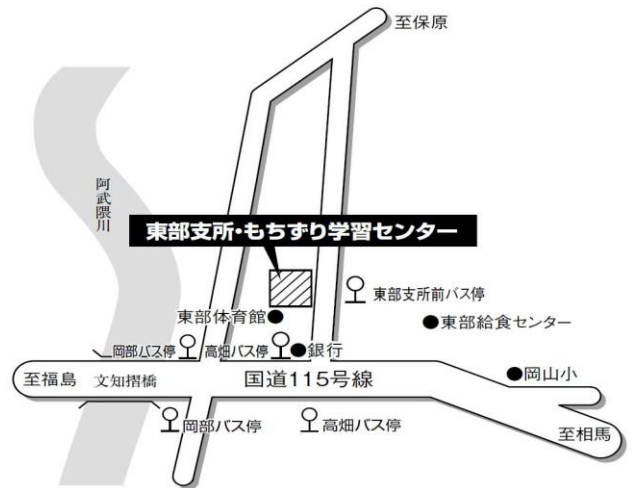 至保原
阿武隈川
東部支所・もちずり学習センター
東部支所前バス停
東部体育館
東部給食センター
岡部バス停
高畑バス停
銀行
岡山小
至福島
文知摺橋
国道115号線
至相馬
岡部バス停
高畑バス停